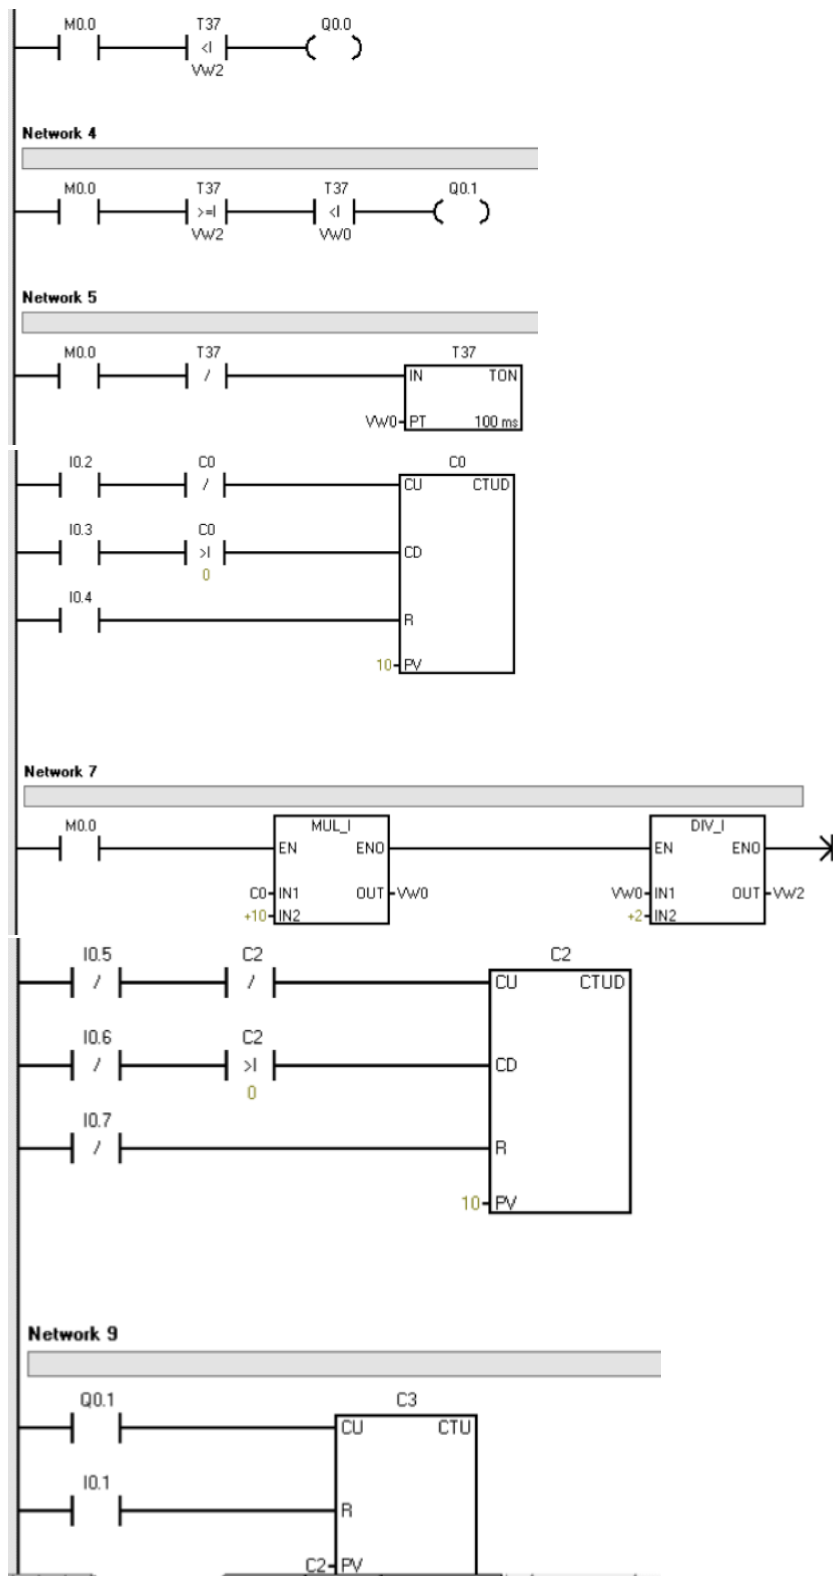 M0.0 T37 Q0.0
<I
VW2
Network 4
M0.0 T37 T37 Q0.1
>=I <I
VW2 VW0
Network 5
M0.0 T37 T37
/ IN TON
VW0 PT 100 ms
I0.2 C0 C0
/ CU CTUD
I0.3 C0
>I CD
0
I0.4
R
10 PV
Network 7
M0.0 MUL_I DIV_I
EN ENO EN ENO
C0 IN1 OUT VW0 VW0 IN1 OUT VW2
+10 IN2 +2 IN2
I0.5 C2 C2
/ / CU CTUD
I0.6 C2
/ >I CD
0
I0.7
/ R
10 PV
Network 9
Q0.1 C3
CU CTU
I0.1
R
C2 PV